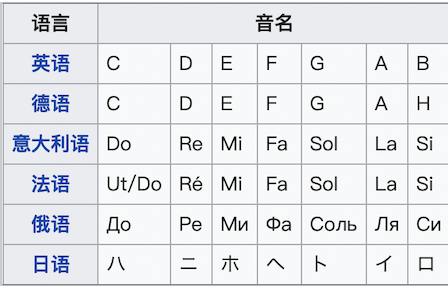 语言 音名
英语 C D E F G A B
德语 C D E F G A H
意大利语 Do Re Mi Fa Sol La Si
法语 Ut/Do Ré Mi Fa Sol La Si
俄语 До Ре Ми Фа Соль Ля Си
日语 ハ ニ ホ ヘ ト イ ロ